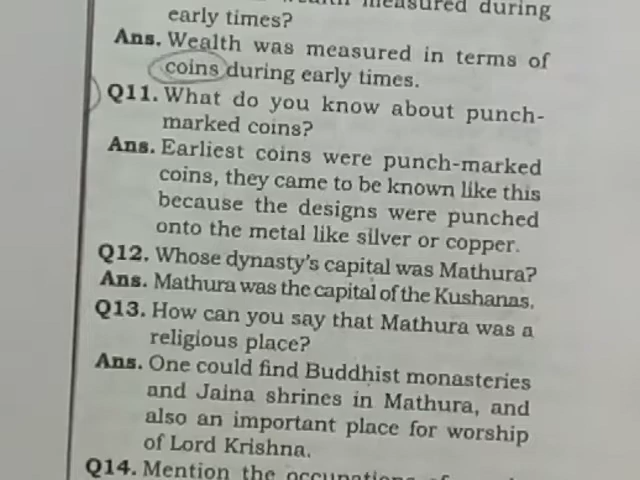 measured during
early times?
Ans. Wealth was measured in terms of
coins during early times.
Q11. What do you know about punch-
marked coins?
Ans. Earliest coins were punch-marked
coins, they came to be known like this
because the designs were punched
onto the metal like silver or copper.
Q12. Whose dynasty's capital was Mathura?
Ans. Mathura was the capital of the Kushanas.
Q13. How can you say that Mathura was a
religious place?
Ans. One could find Buddhist monasteries
and Jaina shrines in Mathura, and
also an important place for worship
of Lord Krishna.
Q14. Mention the occupations of